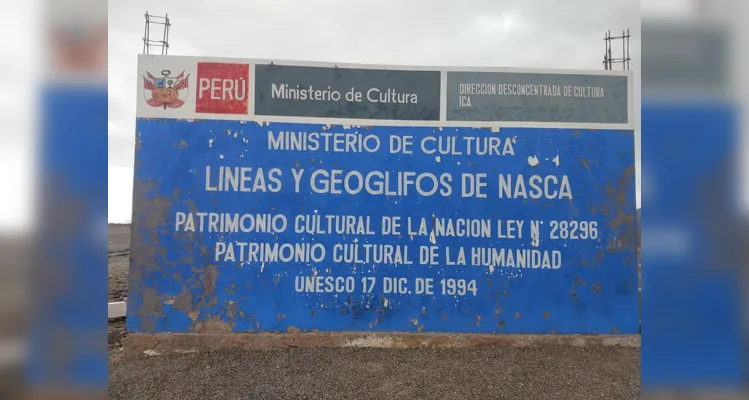 PERÚ
Ministerio de Cultura
DIRECCION DESCONCENTRADA DE CULTURA
ICA
MINISTERIO DE CULTURA
LINEAS Y GEOGLIFOS DE NASCA
PATRIMONIO CULTURAL DE LA NACION LEY N° 28296
PATRIMONIO CULTURAL DE LA HUMANIDAD
UNESCO 17 DIC. DE 1994